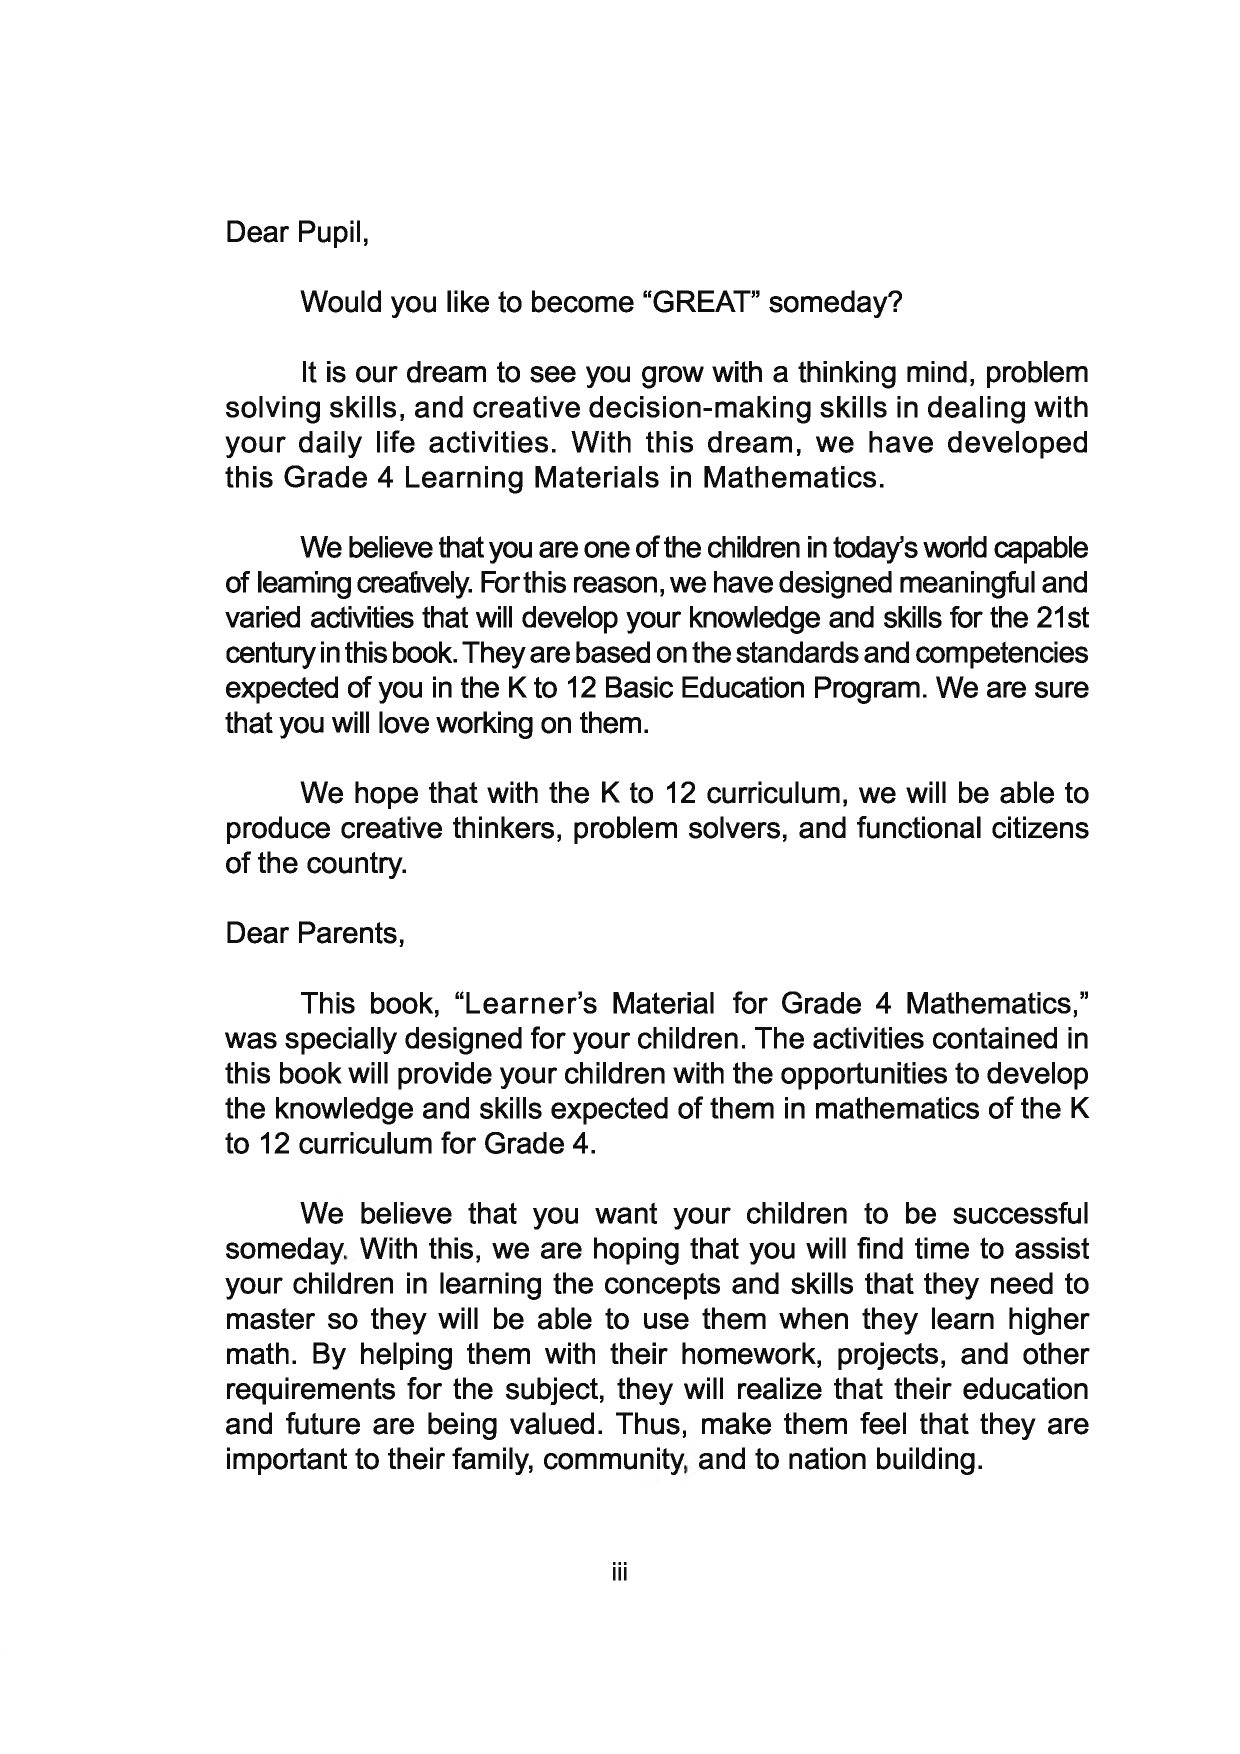 Dear Pupil,
Would you like to become “GREAT” someday?
It is our dream to see you grow with a thinking mind, problem
solving skills, and creative decision-making skills in dealing with
your daily life activities. With this dream, we have developed
this Grade 4 Learning Materials in Mathematics.
We believe that you are one of the children in today’s world capable
of learning creatively. For this reason, we have designed meaningful and
varied activities that will develop your knowledge and skills for the 21st
century in this book. They are based on the standards and competencies
expected of you in the K to 12 Basic Education Program. We are sure
that you will love working on them.
We hope that with the K to 12 curriculum, we will be able to
produce creative thinkers, problem solvers, and functional citizens
of the country.
Dear Parents,
This book, “Learner’s Material for Grade 4 Mathematics,”
was specially designed for your children. The activities contained in
this book will provide your children with the opportunities to develop
the knowledge and skills expected of them in mathematics of the K
to 12 curriculum for Grade 4.
We believe that you want your children to be successful
someday. With this, we are hoping that you will find time to assist
your children in learning the concepts and skills that they need to
master so they will be able to use them when they learn higher
math. By helping them with their homework, projects, and other
requirements for the subject, they will realize that their education
and future are being valued. Thus, make them feel that they are
important to their family, community, and to nation building.
iii